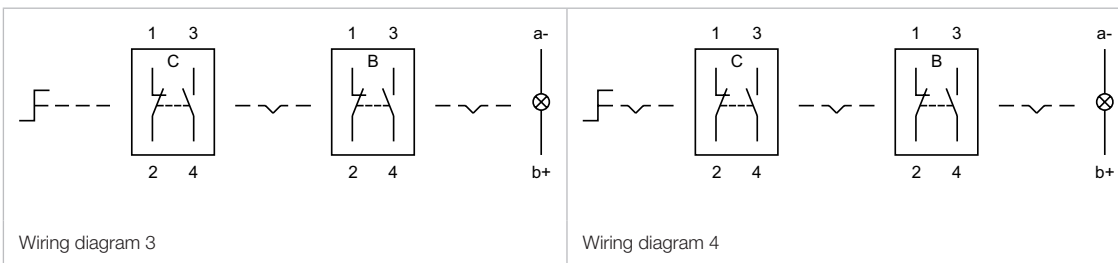 1 3 1 3 a- 1 3 1 3 a-
C B C B
2 4 2 4 b+ 2 4 2 4 b+
Wiring diagram 3 Wiring diagram 4